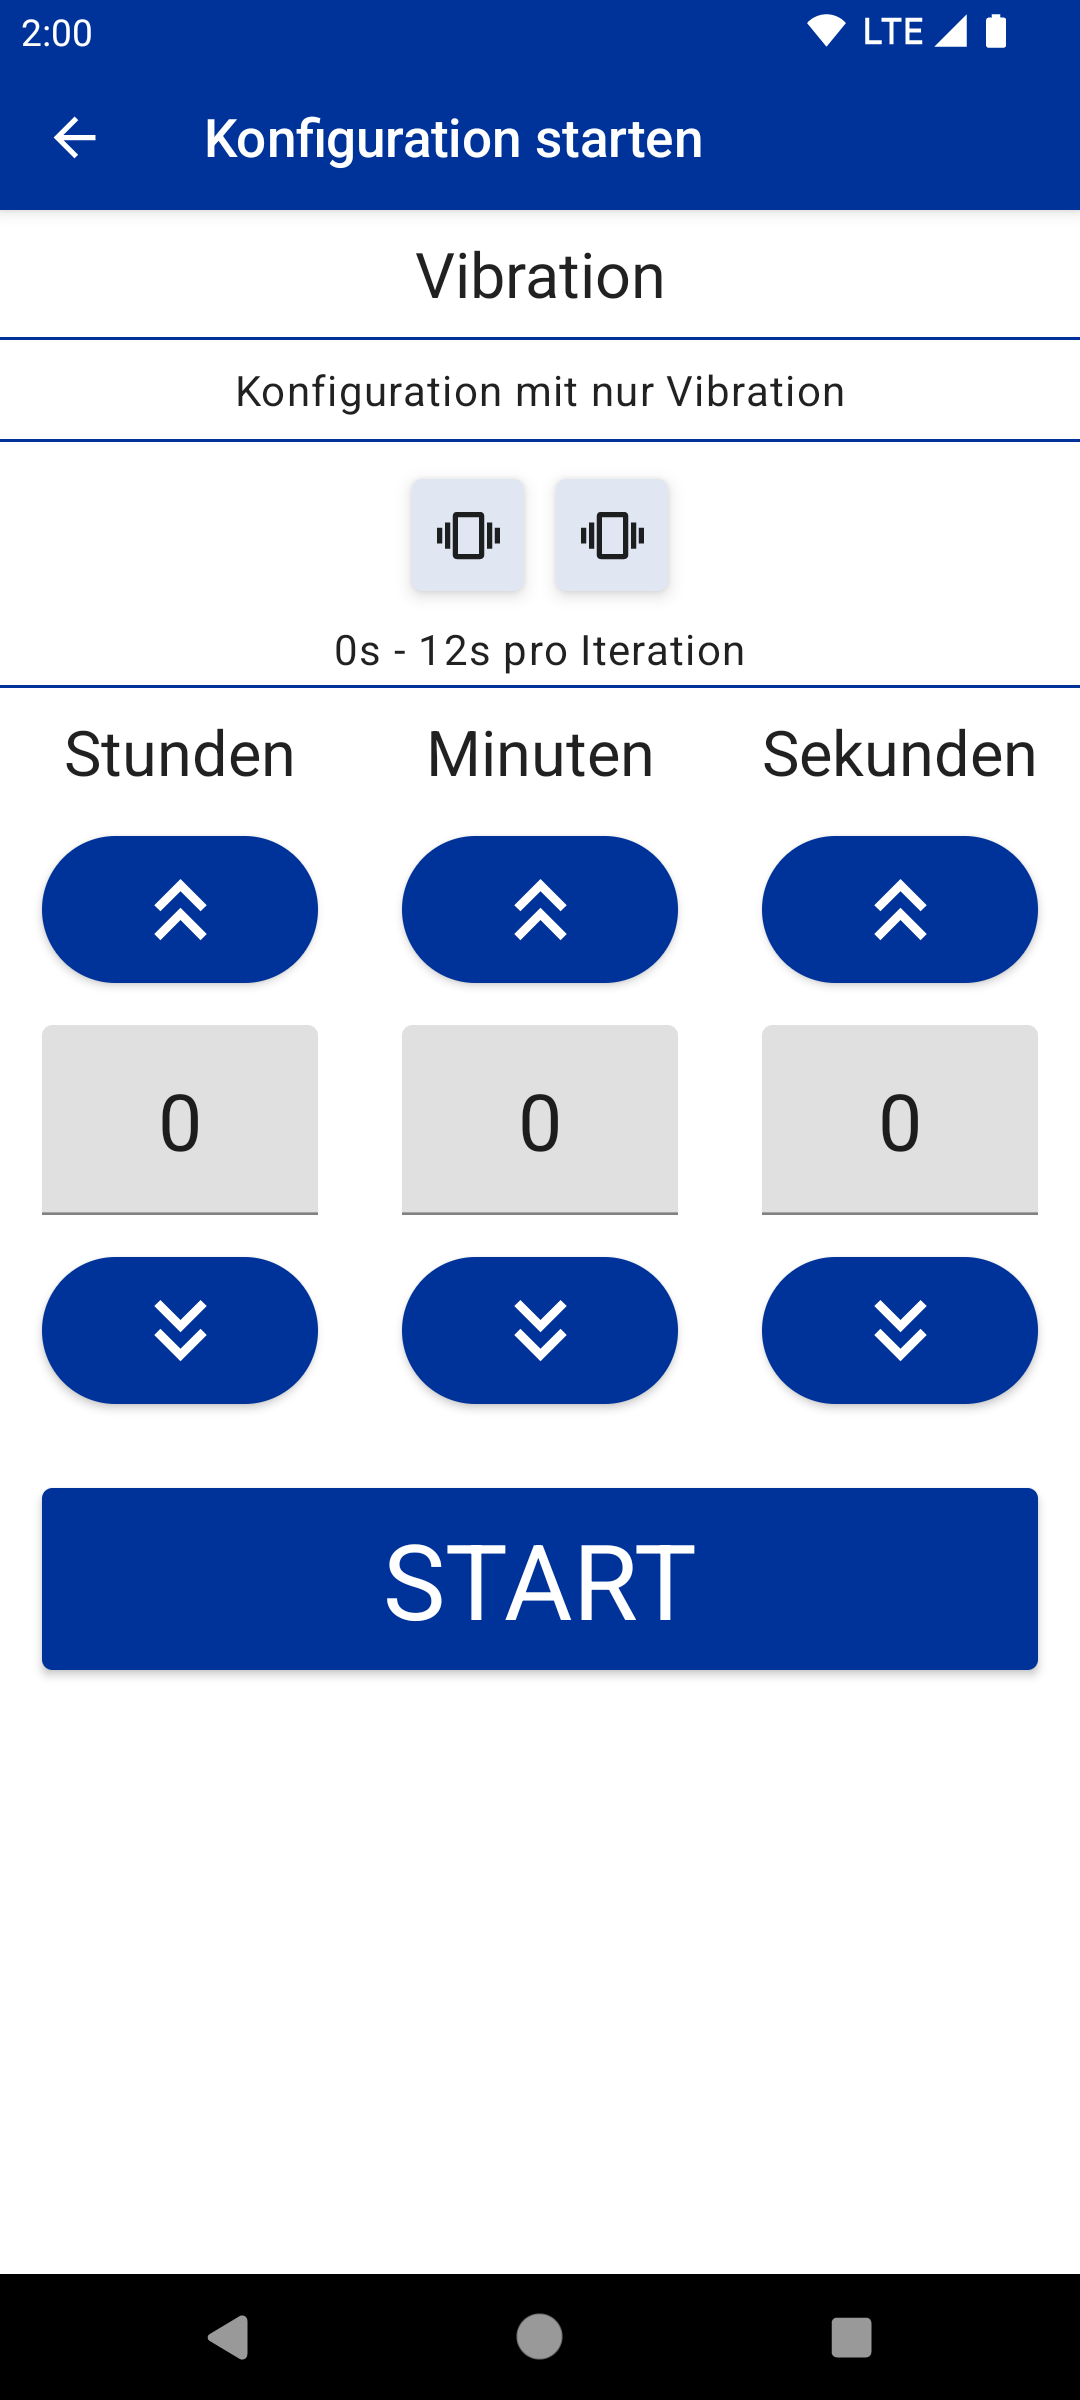 2:00 LTE
Konfiguration starten
Vibration
Konfiguration mit nur Vibration
0s - 12s pro Iteration
Stunden Minuten Sekunden
0 0 0
START